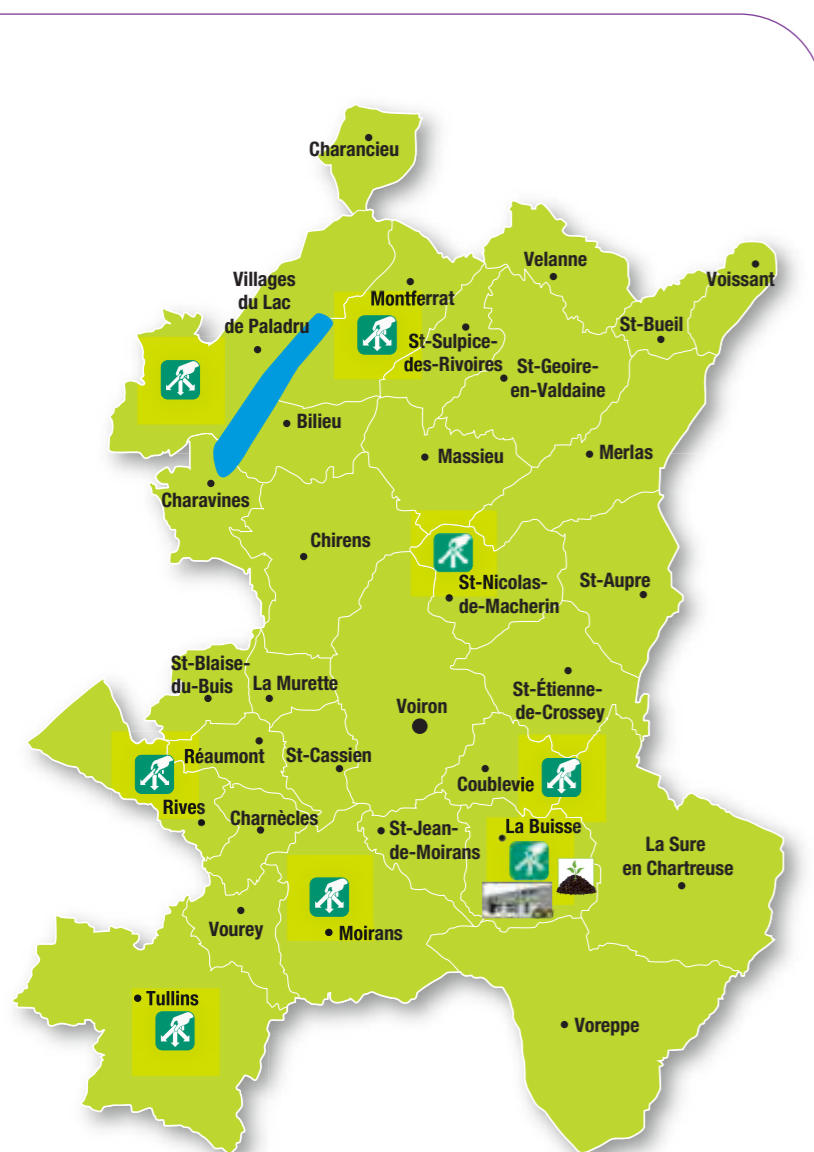 Charancieu
Velanne
Voissant
Villages
du Lac
de Paladru
Montferrat
St-Bueil
St-Sulpice-
des-Rivoires
St-Geoire-
en-Valdaine
Bilieu
Massieu
Merlas
Charavines
Chirens
St-Nicolas-
de-Macherin
St-Aupre
St-Blaise-
du-Buis
La Murette
St-Étienne-
de-Crossey
Voiron
Réaumont
St-Cassien
Coublevie
Rives
Charnècles
St-Jean-
de-Moirans
La Buisse
La Sure
en Chartreuse
Vourey
Moirans
Tullins
Voreppe